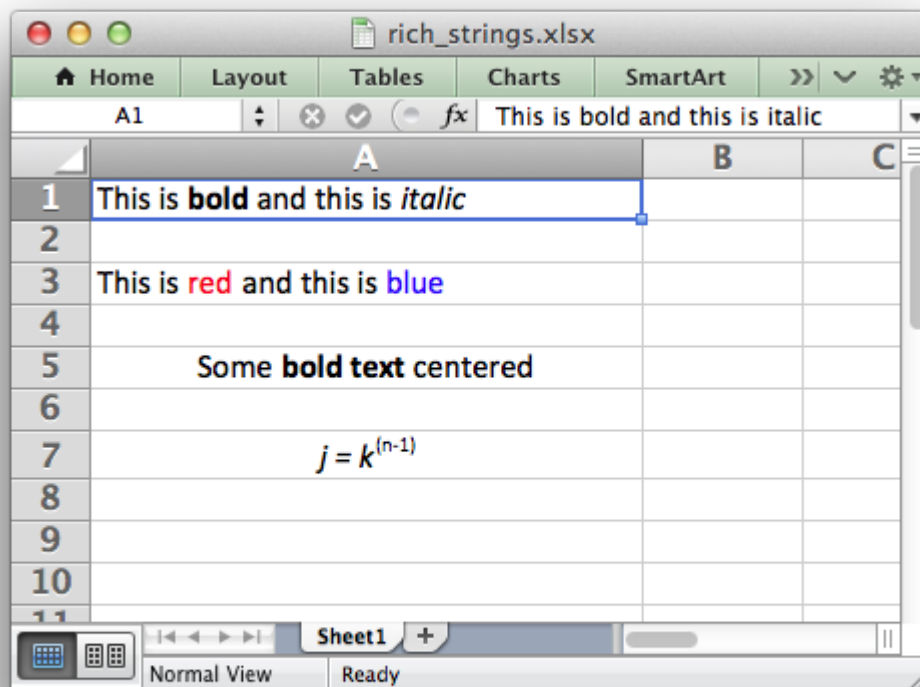 rich_strings.xlsx
Home Layout Tables Charts SmartArt
A1 fx This is bold and this is italic
A B C
1 This is bold and this is italic
2
3 This is red and this is blue
4
5 Some bold text centered
6
7 j = k(n-1)
8
9
10
11
Sheet1 +
Normal View Ready